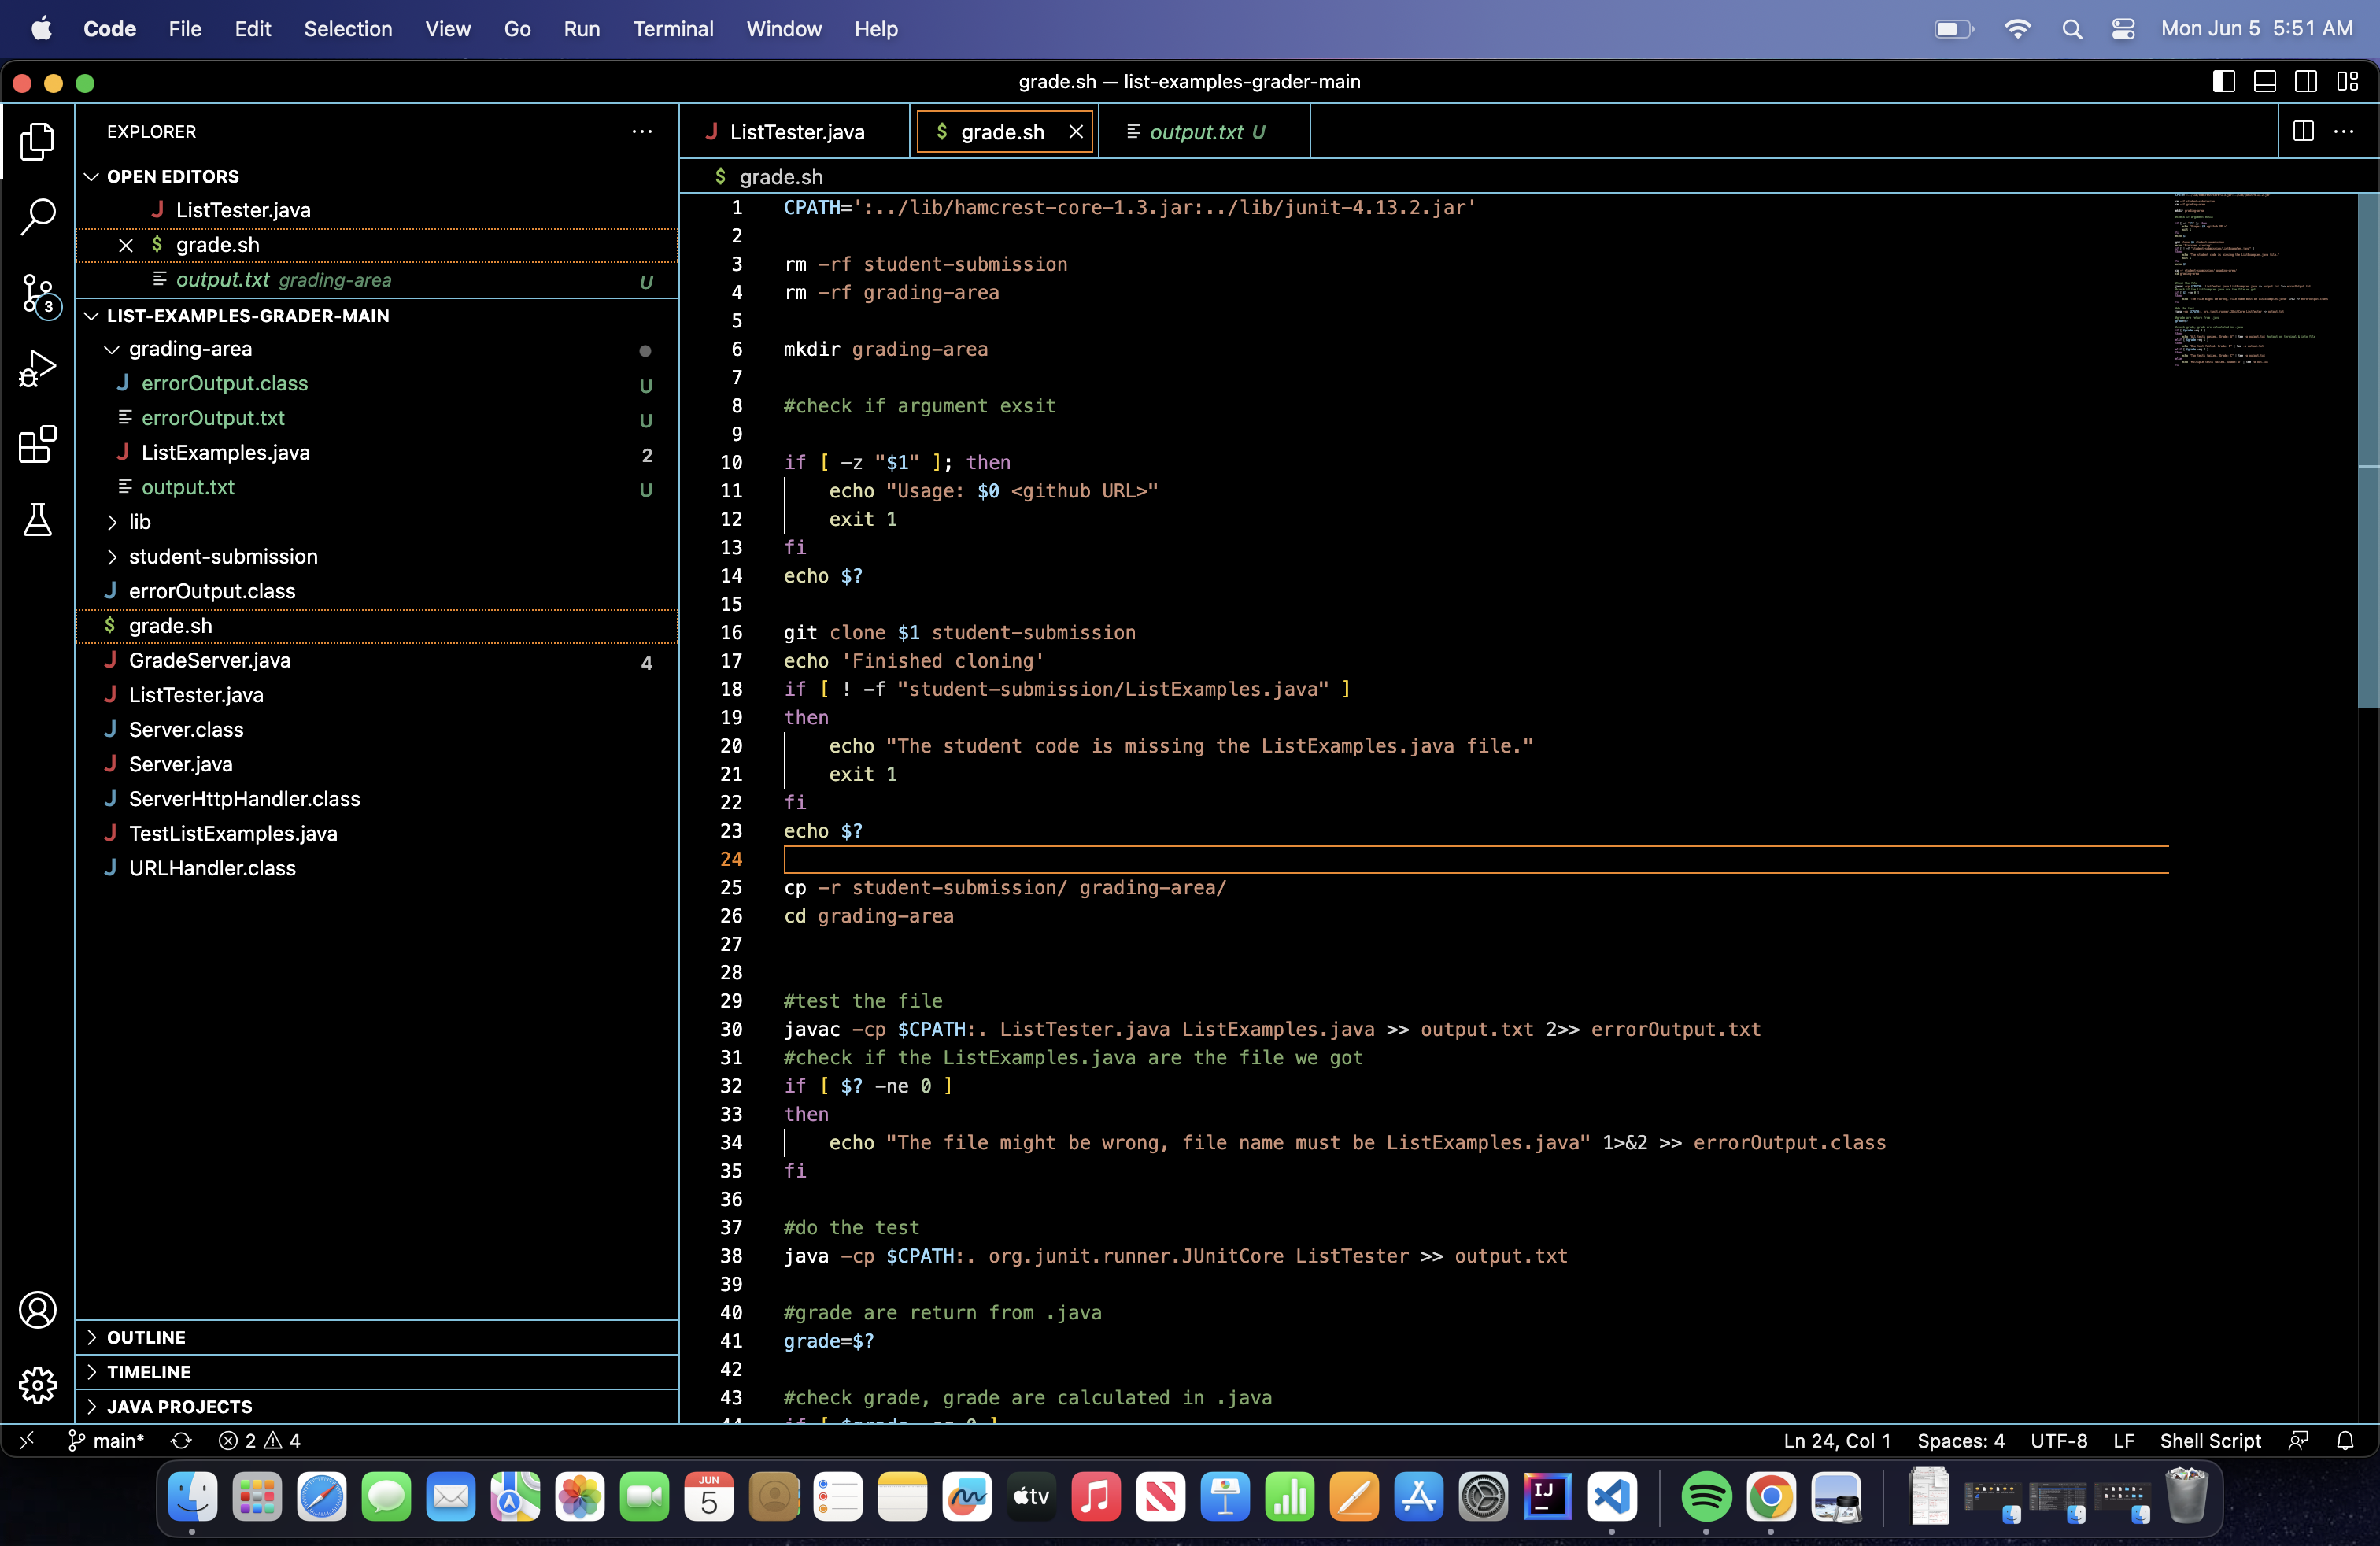 Code File Edit Selection View Go Run Terminal Window Help Mon Jun 5 5:51 AM
grade.sh — list-examples-grader-main
EXPLORER
OPEN EDITORS
ListTester.java
grade.sh
output.txt grading-area U
LIST-EXAMPLES-GRADER-MAIN
grading-area
errorOutput.class U
errorOutput.txt U
ListExamples.java 2
output.txt U
lib
student-submission
errorOutput.class
grade.sh
GradeServer.java 4
ListTester.java
Server.class
Server.java
ServerHttpHandler.class
TestListExamples.java
URLHandler.class
OUTLINE
TIMELINE
JAVA PROJECTS
3
ListTester.java grade.sh output.txt U
$ grade.sh
1 CPATH=':../lib/hamcrest-core-1.3.jar:../lib/junit-4.13.2.jar'
2
3 rm -rf student-submission
4 rm -rf grading-area
5
6 mkdir grading-area
7
8 #check if argument exsit
9
10 if [ -z "$1" ]; then
11 echo "Usage: $0 <github URL>"
12 exit 1
13 fi
14 echo $?
15
16 git clone $1 student-submission
17 echo 'Finished cloning'
18 if [ ! -f "student-submission/ListExamples.java" ]
19 then
20 echo "The student code is missing the ListExamples.java file."
21 exit 1
22 fi
23 echo $?
24
25 cp -r student-submission/ grading-area/
26 cd grading-area
27
28
29 #test the file
30 javac -cp $CPATH:. ListTester.java ListExamples.java >> output.txt 2>> errorOutput.txt
31 #check if the ListExamples.java are the file we got
32 if [ $? -ne 0 ]
33 then
34 echo "The file might be wrong, file name must be ListExamples.java" 1>&2 >> errorOutput.class
35 fi
36
37 #do the test
38 java -cp $CPATH:. org.junit.runner.JUnitCore ListTester >> output.txt
39
40 #grade are return from .java
41 grade=$?
42
43 #check grade, grade are calculated in .java
main* 2 4 Ln 24, Col 1 Spaces: 4 UTF-8 LF Shell Script
JUN
5
tv
IJ